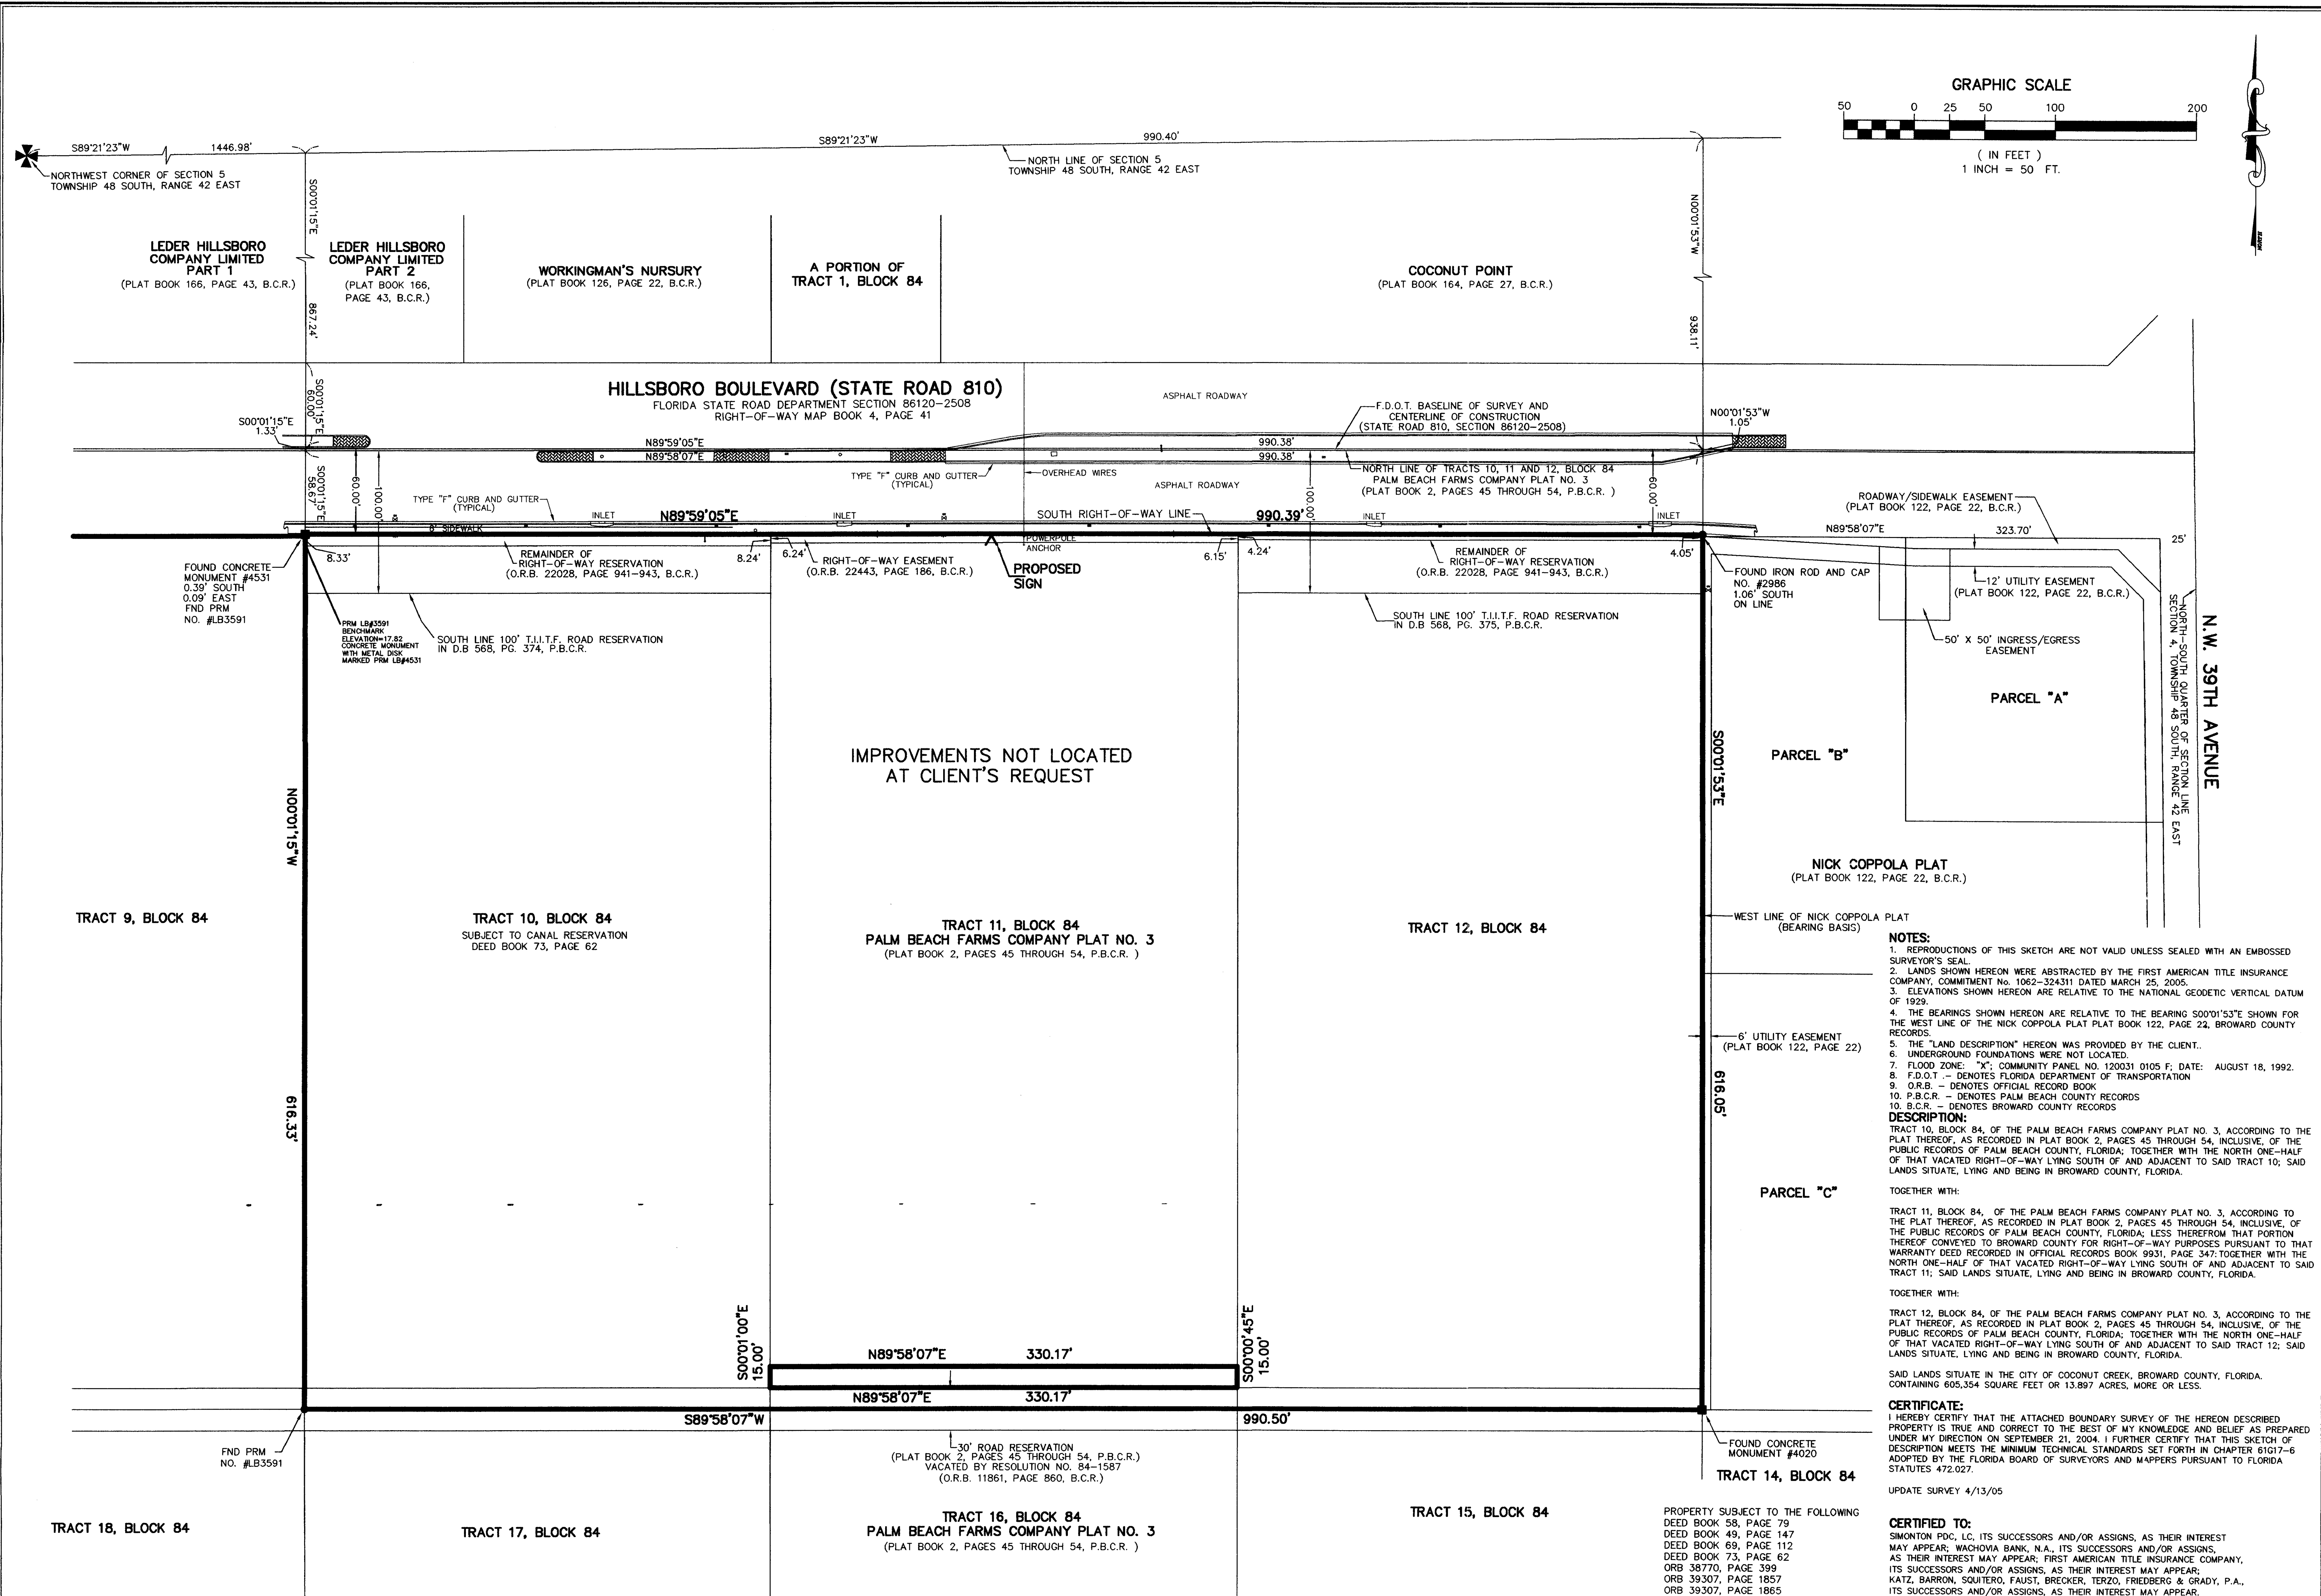 GRAPHIC SCALE
50 0 25 50 100 200
( IN FEET )
1 INCH = 50 FT.
S89°21'23"W 1446.98'
S89°21'23"W 990.40'
NORTHWEST CORNER OF SECTION 5
TOWNSHIP 48 SOUTH, RANGE 42 EAST
NORTH LINE OF SECTION 5
TOWNSHIP 48 SOUTH, RANGE 42 EAST
S00°01'15"E
867.24'
N00°01'53"W
938.11'
LEDER HILLSBORO
COMPANY LIMITED
PART 1
(PLAT BOOK 166, PAGE 43, B.C.R.)
LEDER HILLSBORO
COMPANY LIMITED
PART 2
(PLAT BOOK 166,
PAGE 43, B.C.R.)
WORKINGMAN'S NURSURY
(PLAT BOOK 126, PAGE 22, B.C.R.)
A PORTION OF
TRACT 1, BLOCK 84
COCONUT POINT
(PLAT BOOK 164, PAGE 27, B.C.R.)
HILLSBORO BOULEVARD (STATE ROAD 810)
FLORIDA STATE ROAD DEPARTMENT SECTION 86120-2508
RIGHT-OF-WAY MAP BOOK 4, PAGE 41
ASPHALT ROADWAY
F.D.O.T. BASELINE OF SURVEY AND
CENTERLINE OF CONSTRUCTION
(STATE ROAD 810, SECTION 86120-2508)
N00°01'53"W
1.05'
S00°01'15"E
60.00'
S00°01'15"E
1.33'
N89°59'05"E 990.38'
N89°58'07"E 990.38'
S00°01'15"E
58.67'
60.00'
100.00'
TYPE "F" CURB AND GUTTER
(TYPICAL)
OVERHEAD WIRES
ASPHALT ROADWAY
NORTH LINE OF TRACTS 10, 11 AND 12, BLOCK 84
PALM BEACH FARMS COMPANY PLAT NO. 3
(PLAT BOOK 2, PAGES 45 THROUGH 54, P.B.C.R. )
100.00'
60.00'
TYPE "F" CURB AND GUTTER
(TYPICAL)
8' SIDEWALK
INLET
N89°59'05"E
INLET
SOUTH RIGHT-OF-WAY LINE
990.39'
INLET
INLET
ROADWAY/SIDEWALK EASEMENT
(PLAT BOOK 122, PAGE 22, B.C.R.)
N89°58'07"E 323.70'
25'
8.33'
REMAINDER OF
RIGHT-OF-WAY RESERVATION
(O.R.B. 22028, PAGE 941-943, B.C.R.)
8.24'
6.24'
RIGHT-OF-WAY EASEMENT
(O.R.B. 22443, PAGE 186, B.C.R.)
POWERPOLE
ANCHOR
PROPOSED
SIGN
6.15'
4.24'
REMAINDER OF
RIGHT-OF-WAY RESERVATION
(O.R.B. 22028, PAGE 941-943, B.C.R.)
4.05'
FOUND CONCRETE
MONUMENT #4531
0.39' SOUTH
0.09' EAST
FND PRM
NO. #LB3591
PRM LB#3591
BENCHMARK
ELEVATION=17.82
CONCRETE MONUMENT
WITH METAL DISK
MARKED PRM LB#4531
SOUTH LINE 100' T.I.I.T.F. ROAD RESERVATION
IN D.B 568, PG. 374, P.B.C.R.
SOUTH LINE 100' T.I.I.T.F. ROAD RESERVATION
IN D.B 568, PG. 375, P.B.C.R.
FOUND IRON ROD AND CAP
NO. #2986
1.06' SOUTH
ON LINE
12' UTILITY EASEMENT
(PLAT BOOK 122, PAGE 22, B.C.R.)
50' X 50' INGRESS/EGRESS
EASEMENT
NORTH-SOUTH QUARTER OF SECTION LINE
SECTION 4, TOWNSHIP 48 SOUTH, RANGE 42 EAST
N.W. 39TH AVENUE
PARCEL "A"
PARCEL "B"
IMPROVEMENTS NOT LOCATED
AT CLIENT'S REQUEST
N00°01'15"W
616.33'
S00°01'53"E
616.05'
NICK COPPOLA PLAT
(PLAT BOOK 122, PAGE 22, B.C.R.)
WEST LINE OF NICK COPPOLA PLAT
(BEARING BASIS)
TRACT 9, BLOCK 84
TRACT 10, BLOCK 84
SUBJECT TO CANAL RESERVATION
DEED BOOK 73, PAGE 62
TRACT 11, BLOCK 84
PALM BEACH FARMS COMPANY PLAT NO. 3
(PLAT BOOK 2, PAGES 45 THROUGH 54, P.B.C.R. )
TRACT 12, BLOCK 84
6' UTILITY EASEMENT
(PLAT BOOK 122, PAGE 22)
PARCEL "C"
S00°01'00"E
15.00'
N89°58'07"E 330.17'
S00°00'45"E
15.00'
N89°58'07"E 330.17'
S89°58'07"W 990.50'
FND PRM
NO. #LB3591
30' ROAD RESERVATION
(PLAT BOOK 2, PAGES 45 THROUGH 54, P.B.C.R.)
VACATED BY RESOLUTION NO. 84-1587
(O.R.B. 11861, PAGE 860, B.C.R.)
FOUND CONCRETE
MONUMENT #4020
TRACT 14, BLOCK 84
TRACT 18, BLOCK 84
TRACT 17, BLOCK 84
TRACT 16, BLOCK 84
PALM BEACH FARMS COMPANY PLAT NO. 3
(PLAT BOOK 2, PAGES 45 THROUGH 54, P.B.C.R. )
TRACT 15, BLOCK 84
PROPERTY SUBJECT TO THE FOLLOWING
DEED BOOK 58, PAGE 79
DEED BOOK 49, PAGE 147
DEED BOOK 69, PAGE 112
DEED BOOK 73, PAGE 62
ORB 38770, PAGE 399
ORB 39307, PAGE 1857
ORB 39307, PAGE 1865
NOTES:
1. REPRODUCTIONS OF THIS SKETCH ARE NOT VALID UNLESS SEALED WITH AN EMBOSSED
SURVEYOR'S SEAL.
2. LANDS SHOWN HEREON WERE ABSTRACTED BY THE FIRST AMERICAN TITLE INSURANCE
COMPANY, COMMITMENT No. 1062-324311 DATED MARCH 25, 2005.
3. ELEVATIONS SHOWN HEREON ARE RELATIVE TO THE NATIONAL GEODETIC VERTICAL DATUM
OF 1929.
4. THE BEARINGS SHOWN HEREON ARE RELATIVE TO THE BEARING S00°01'53"E SHOWN FOR
THE WEST LINE OF THE NICK COPPOLA PLAT PLAT BOOK 122, PAGE 22, BROWARD COUNTY
RECORDS.
5. THE "LAND DESCRIPTION" HEREON WAS PROVIDED BY THE CLIENT..
6. UNDERGROUND FOUNDATIONS WERE NOT LOCATED.
7. FLOOD ZONE: "X"; COMMUNITY PANEL NO. 120031 0105 F; DATE: AUGUST 18, 1992.
8. F.D.O.T .- DENOTES FLORIDA DEPARTMENT OF TRANSPORTATION
9. O.R.B. - DENOTES OFFICIAL RECORD BOOK
10. P.B.C.R. - DENOTES PALM BEACH COUNTY RECORDS
10. B.C.R. - DENOTES BROWARD COUNTY RECORDS
DESCRIPTION:
TRACT 10, BLOCK 84, OF THE PALM BEACH FARMS COMPANY PLAT NO. 3, ACCORDING TO THE
PLAT THEREOF, AS RECORDED IN PLAT BOOK 2, PAGES 45 THROUGH 54, INCLUSIVE, OF THE
PUBLIC RECORDS OF PALM BEACH COUNTY, FLORIDA; TOGETHER WITH THE NORTH ONE-HALF
OF THAT VACATED RIGHT-OF-WAY LYING SOUTH OF AND ADJACENT TO SAID TRACT 10; SAID
LANDS SITUATE, LYING AND BEING IN BROWARD COUNTY, FLORIDA.
TOGETHER WITH:
TRACT 11, BLOCK 84, OF THE PALM BEACH FARMS COMPANY PLAT NO. 3, ACCORDING TO
THE PLAT THEREOF, AS RECORDED IN PLAT BOOK 2, PAGES 45 THROUGH 54, INCLUSIVE, OF
THE PUBLIC RECORDS OF PALM BEACH COUNTY, FLORIDA; LESS THEREFROM THAT PORTION
THEREOF CONVEYED TO BROWARD COUNTY FOR RIGHT-OF-WAY PURPOSES PURSUANT TO THAT
WARRANTY DEED RECORDED IN OFFICIAL RECORDS BOOK 9931, PAGE 347: TOGETHER WITH THE
NORTH ONE-HALF OF THAT VACATED RIGHT-OF-WAY LYING SOUTH OF AND ADJACENT TO SAID
TRACT 11; SAID LANDS SITUATE, LYING AND BEING IN BROWARD COUNTY, FLORIDA.
TOGETHER WITH:
TRACT 12, BLOCK 84, OF THE PALM BEACH FARMS COMPANY PLAT NO. 3, ACCORDING TO THE
PLAT THEREOF, AS RECORDED IN PLAT BOOK 2, PAGES 45 THROUGH 54, INCLUSIVE, OF THE
PUBLIC RECORDS OF PALM BEACH COUNTY, FLORIDA; TOGETHER WITH THE NORTH ONE-HALF
OF THAT VACATED RIGHT-OF-WAY LYING SOUTH OF AND ADJACENT TO SAID TRACT 12; SAID
LANDS SITUATE, LYING AND BEING IN BROWARD COUNTY, FLORIDA.
SAID LANDS SITUATE IN THE CITY OF COCONUT CREEK, BROWARD COUNTY, FLORIDA.
CONTAINING 605,354 SQUARE FEET OR 13.897 ACRES, MORE OR LESS.
CERTIFICATE:
I HEREBY CERTIFY THAT THE ATTACHED BOUNDARY SURVEY OF THE HEREON DESCRIBED
PROPERTY IS TRUE AND CORRECT TO THE BEST OF MY KNOWLEDGE AND BELIEF AS PREPARED
UNDER MY DIRECTION ON SEPTEMBER 21, 2004. I FURTHER CERTIFY THAT THIS SKETCH OF
DESCRIPTION MEETS THE MINIMUM TECHNICAL STANDARDS SET FORTH IN CHAPTER 61G17-6
ADOPTED BY THE FLORIDA BOARD OF SURVEYORS AND MAPPERS PURSUANT TO FLORIDA
STATUTES 472.027.
UPDATE SURVEY 4/13/05
CERTIFIED TO:
SIMONTON PDC, LC, ITS SUCCESSORS AND/OR ASSIGNS, AS THEIR INTEREST
MAY APPEAR; WACHOVIA BANK, N.A., ITS SUCCESSORS AND/OR ASSIGNS,
AS THEIR INTEREST MAY APPEAR; FIRST AMERICAN TITLE INSURANCE COMPANY,
ITS SUCCESSORS AND/OR ASSIGNS, AS THEIR INTEREST MAY APPEAR;
KATZ, BARRON, SQUITERO, FAUST, BRECKER, TERZO, FRIEDBERG & GRADY, P.A.,
ITS SUCCESSORS AND/OR ASSIGNS, AS THEIR INTEREST MAY APPEAR.